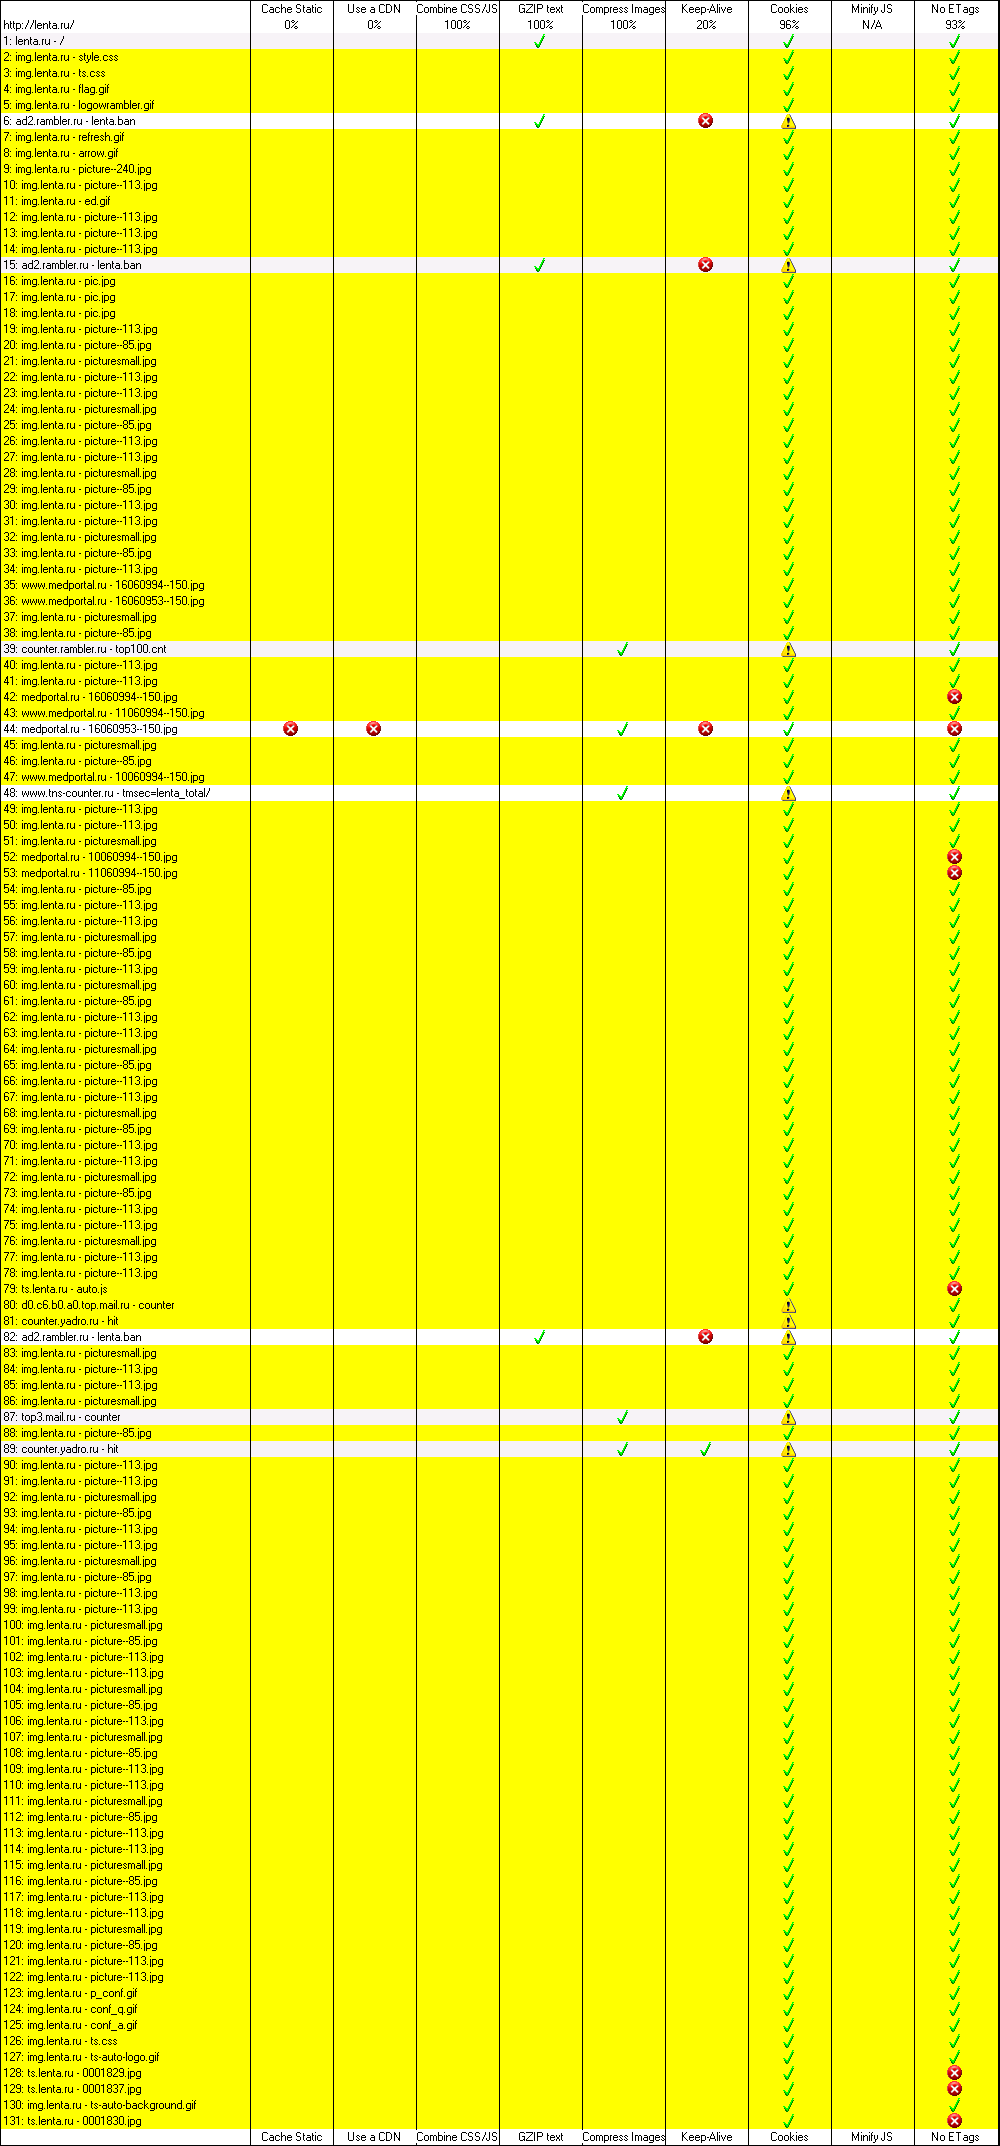 Cache Static Use a CDN Combine CSS/JS GZIP text Compress Images Keep-Alive Cookies Minify JS No ETags
http://lenta.ru/ 0% 0% 100% 100% 100% 20% 96% N/A 93%
1: lenta.ru - /
2: img.lenta.ru - style.css
3: img.lenta.ru - ts.css
4: img.lenta.ru - flag.gif
5: img.lenta.ru - logowrambler.gif
6: ad2.rambler.ru - lenta.ban
7: img.lenta.ru - refresh.gif
8: img.lenta.ru - arrow.gif
9: img.lenta.ru - picture--240.jpg
10: img.lenta.ru - picture--113.jpg
11: img.lenta.ru - ed.gif
12: img.lenta.ru - picture--113.jpg
13: img.lenta.ru - picture--113.jpg
14: img.lenta.ru - picture--113.jpg
15: ad2.rambler.ru - lenta.ban
16: img.lenta.ru - pic.jpg
17: img.lenta.ru - pic.jpg
18: img.lenta.ru - pic.jpg
19: img.lenta.ru - picture--113.jpg
20: img.lenta.ru - picture--85.jpg
21: img.lenta.ru - picturesmall.jpg
22: img.lenta.ru - picture--113.jpg
23: img.lenta.ru - picture--113.jpg
24: img.lenta.ru - picturesmall.jpg
25: img.lenta.ru - picture--85.jpg
26: img.lenta.ru - picture--113.jpg
27: img.lenta.ru - picture--113.jpg
28: img.lenta.ru - picturesmall.jpg
29: img.lenta.ru - picture--85.jpg
30: img.lenta.ru - picture--113.jpg
31: img.lenta.ru - picture--113.jpg
32: img.lenta.ru - picturesmall.jpg
33: img.lenta.ru - picture--85.jpg
34: img.lenta.ru - picture--113.jpg
35: www.medportal.ru - 16060994--150.jpg
36: www.medportal.ru - 16060953--150.jpg
37: img.lenta.ru - picturesmall.jpg
38: img.lenta.ru - picture--85.jpg
39: counter.rambler.ru - top100.cnt
40: img.lenta.ru - picture--113.jpg
41: img.lenta.ru - picture--113.jpg
42: medportal.ru - 16060994--150.jpg
43: www.medportal.ru - 11060994--150.jpg
44: medportal.ru - 16060953--150.jpg
45: img.lenta.ru - picturesmall.jpg
46: img.lenta.ru - picture--85.jpg
47: www.medportal.ru - 10060994--150.jpg
48: www.tns-counter.ru - tmsec=lenta_total/
49: img.lenta.ru - picture--113.jpg
50: img.lenta.ru - picture--113.jpg
51: img.lenta.ru - picturesmall.jpg
52: medportal.ru - 10060994--150.jpg
53: medportal.ru - 11060994--150.jpg
54: img.lenta.ru - picture--85.jpg
55: img.lenta.ru - picture--113.jpg
56: img.lenta.ru - picture--113.jpg
57: img.lenta.ru - picturesmall.jpg
58: img.lenta.ru - picture--85.jpg
59: img.lenta.ru - picture--113.jpg
60: img.lenta.ru - picturesmall.jpg
61: img.lenta.ru - picture--85.jpg
62: img.lenta.ru - picture--113.jpg
63: img.lenta.ru - picture--113.jpg
64: img.lenta.ru - picturesmall.jpg
65: img.lenta.ru - picture--85.jpg
66: img.lenta.ru - picture--113.jpg
67: img.lenta.ru - picture--113.jpg
68: img.lenta.ru - picturesmall.jpg
69: img.lenta.ru - picture--85.jpg
70: img.lenta.ru - picture--113.jpg
71: img.lenta.ru - picture--113.jpg
72: img.lenta.ru - picturesmall.jpg
73: img.lenta.ru - picture--85.jpg
74: img.lenta.ru - picture--113.jpg
75: img.lenta.ru - picture--113.jpg
76: img.lenta.ru - picturesmall.jpg
77: img.lenta.ru - picture--113.jpg
78: img.lenta.ru - picture--113.jpg
79: ts.lenta.ru - auto.js
80: d0.c6.b0.a0.top.mail.ru - counter
81: counter.yadro.ru - hit
82: ad2.rambler.ru - lenta.ban
83: img.lenta.ru - picturesmall.jpg
84: img.lenta.ru - picture--113.jpg
85: img.lenta.ru - picture--113.jpg
86: img.lenta.ru - picturesmall.jpg
87: top3.mail.ru - counter
88: img.lenta.ru - picture--85.jpg
89: counter.yadro.ru - hit
90: img.lenta.ru - picture--113.jpg
91: img.lenta.ru - picture--113.jpg
92: img.lenta.ru - picturesmall.jpg
93: img.lenta.ru - picture--85.jpg
94: img.lenta.ru - picture--113.jpg
95: img.lenta.ru - picture--113.jpg
96: img.lenta.ru - picturesmall.jpg
97: img.lenta.ru - picture--85.jpg
98: img.lenta.ru - picture--113.jpg
99: img.lenta.ru - picture--113.jpg
100: img.lenta.ru - picturesmall.jpg
101: img.lenta.ru - picture--85.jpg
102: img.lenta.ru - picture--113.jpg
103: img.lenta.ru - picture--113.jpg
104: img.lenta.ru - picturesmall.jpg
105: img.lenta.ru - picture--85.jpg
106: img.lenta.ru - picture--113.jpg
107: img.lenta.ru - picturesmall.jpg
108: img.lenta.ru - picture--85.jpg
109: img.lenta.ru - picture--113.jpg
110: img.lenta.ru - picture--113.jpg
111: img.lenta.ru - picturesmall.jpg
112: img.lenta.ru - picture--85.jpg
113: img.lenta.ru - picture--113.jpg
114: img.lenta.ru - picture--113.jpg
115: img.lenta.ru - picturesmall.jpg
116: img.lenta.ru - picture--85.jpg
117: img.lenta.ru - picture--113.jpg
118: img.lenta.ru - picture--113.jpg
119: img.lenta.ru - picturesmall.jpg
120: img.lenta.ru - picture--85.jpg
121: img.lenta.ru - picture--113.jpg
122: img.lenta.ru - picture--113.jpg
123: img.lenta.ru - p_conf.gif
124: img.lenta.ru - conf_q.gif
125: img.lenta.ru - conf_a.gif
126: img.lenta.ru - ts.css
127: img.lenta.ru - ts-auto-logo.gif
128: ts.lenta.ru - 0001829.jpg
129: ts.lenta.ru - 0001837.jpg
130: img.lenta.ru - ts-auto-background.gif
131: ts.lenta.ru - 0001830.jpg
Cache Static Use a CDN Combine CSS/JS GZIP text Compress Images Keep-Alive Cookies Minify JS No ETags